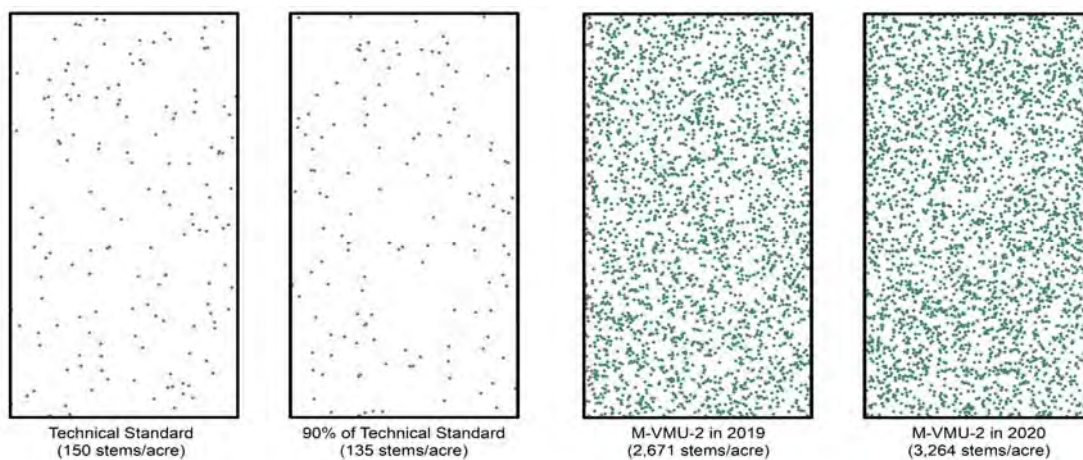 Technical Standard
(150 stems/acre)
90% of Technical Standard
(135 stems/acre)
M-VMU-2 in 2019
(2,671 stems/acre)
M-VMU-2 in 2020
(3,264 stems/acre)